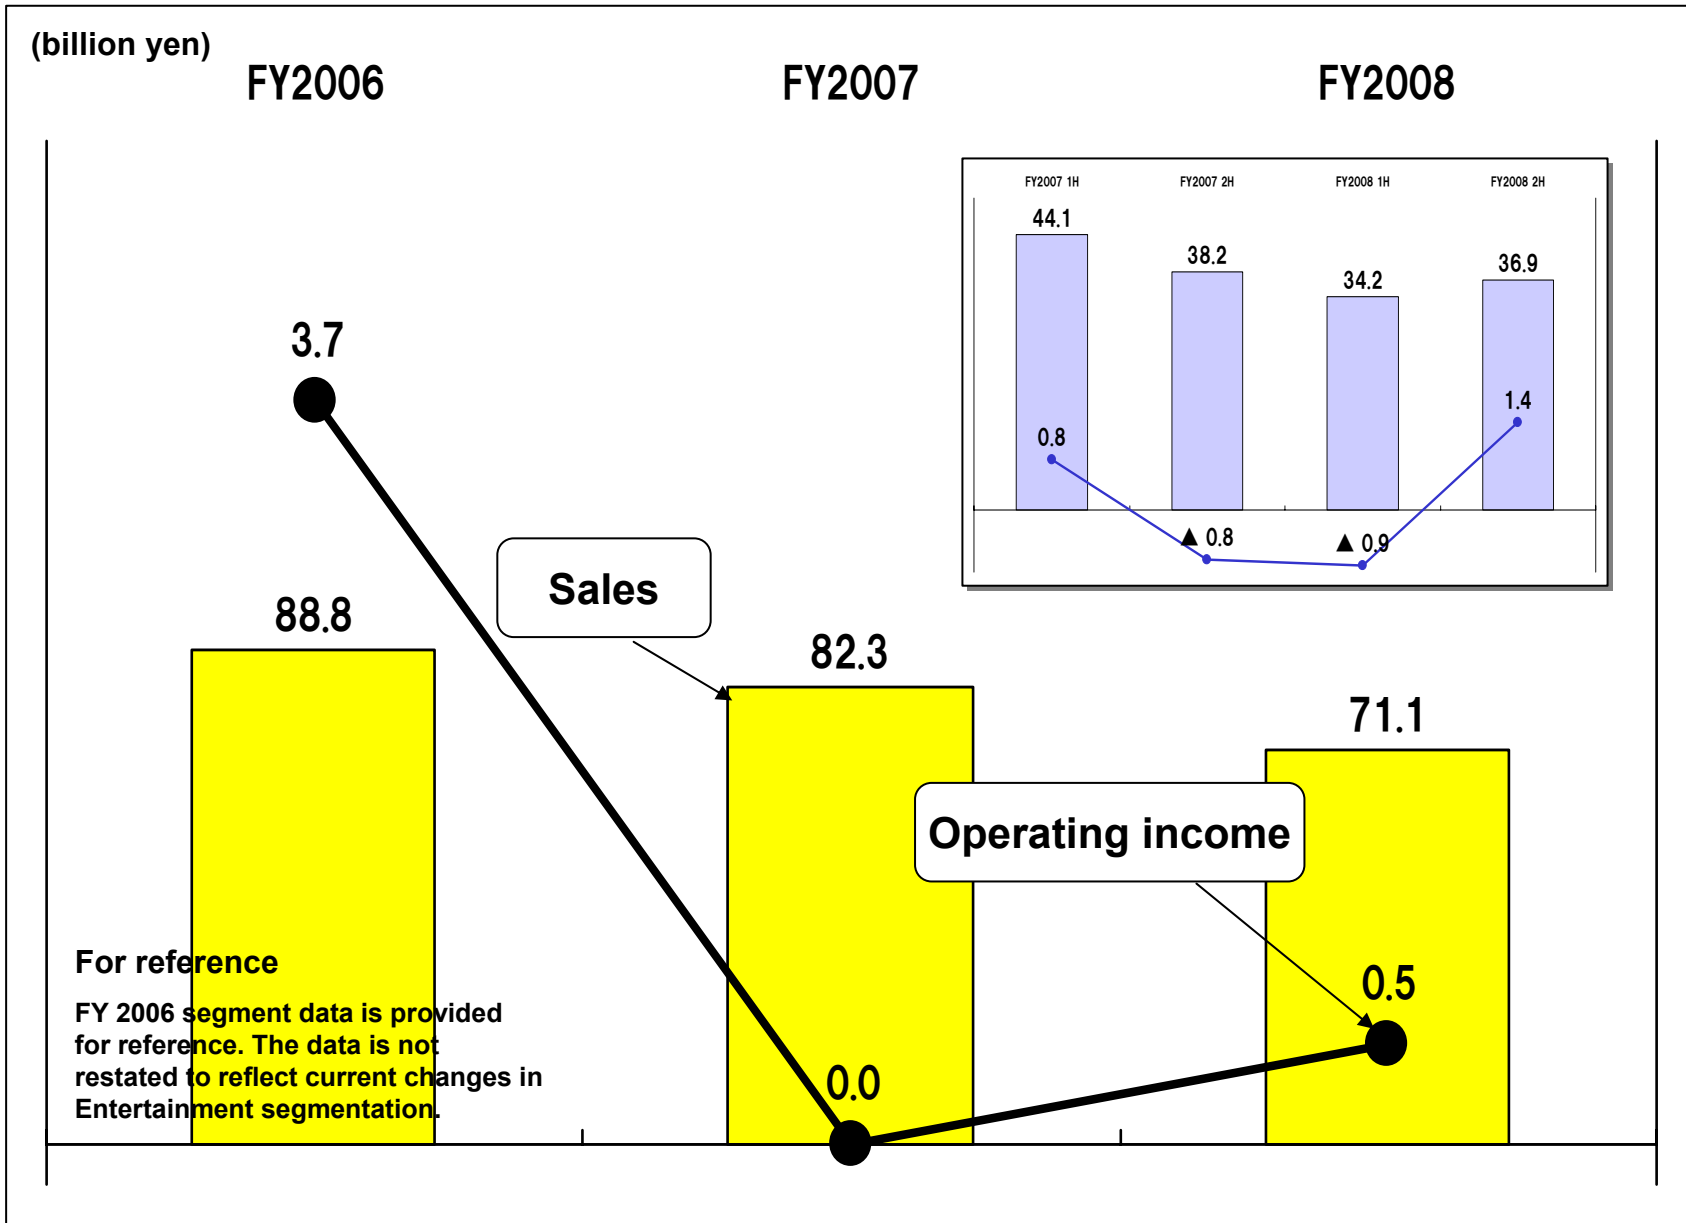 (billion yen)
FY2006 FY2007 FY2008
FY2007 1H FY2007 2H FY2008 1H FY2008 2H
44.1 38.2 34.2 36.9
0.8 ▲ 0.8 ▲ 0.9 1.4
3.7
Sales
88.8 82.3 71.1
Operating income
0.5
0.0
For reference
FY 2006 segment data is provided
for reference. The data is not
restated to reflect current changes in
Entertainment segmentation.